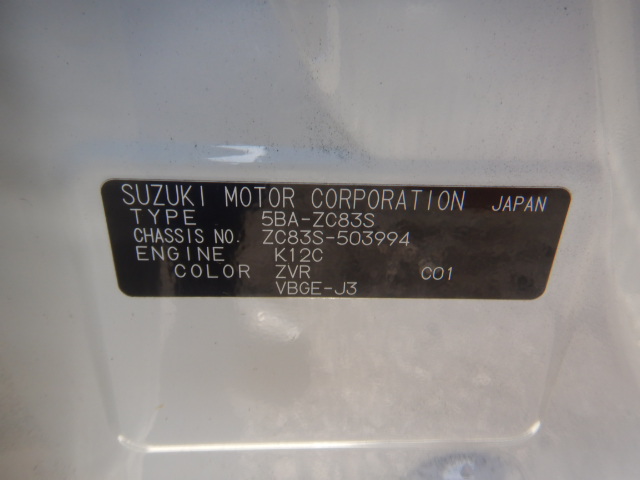 SUZUKI MOTOR CORPORATION JAPAN
TYPE 5BA-ZC83S
CHASSIS NO. ZC83S-503994
ENGINE K12C
COLOR ZVR C01
VBGE-J3